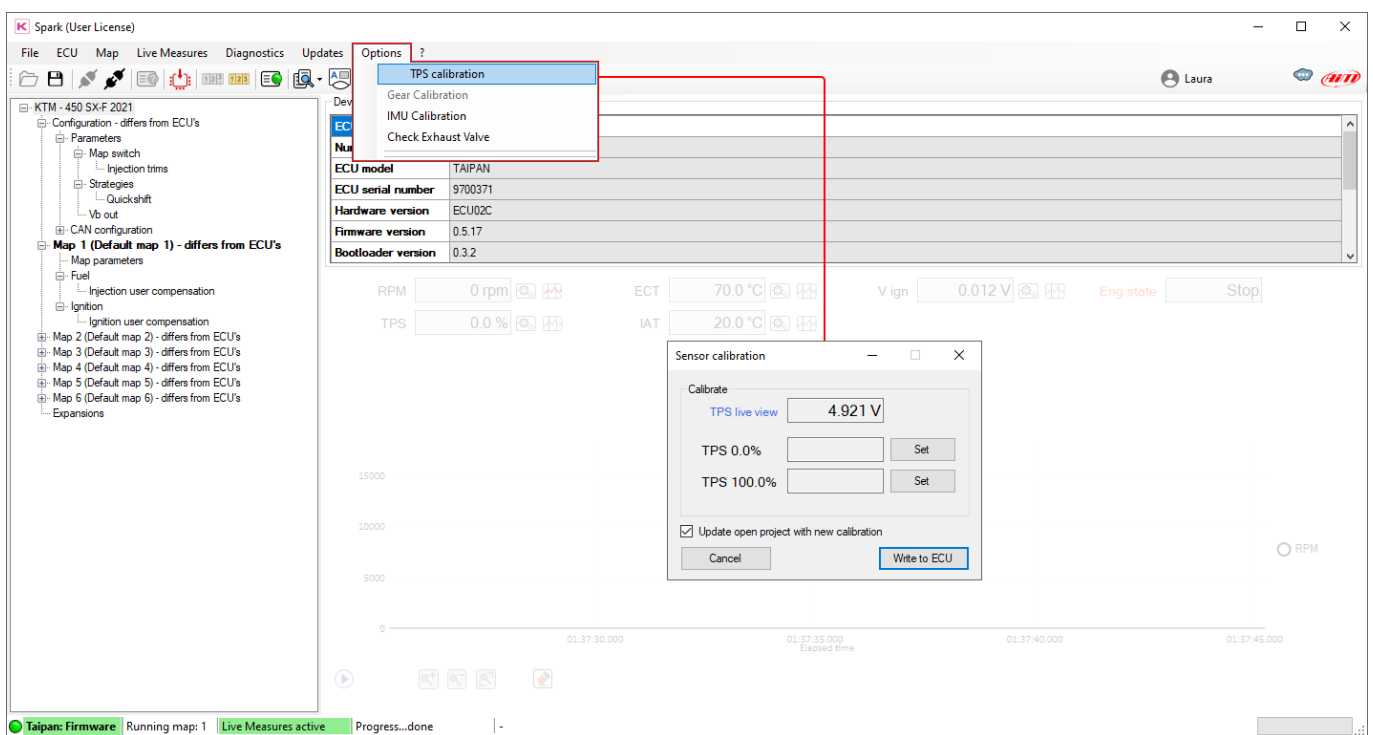 Spark (User License)
File ECU Map Live Measures Diagnostics Updates Options ?
Laura
AiM
TPS calibration
Gear Calibration
IMU Calibration
Check Exhaust Valve
KTM - 450 SX-F 2021
Configuration - differs from ECU's
Parameters
Map switch
Injection trims
Strategies
Quickshift
Vb out
CAN configuration
Map 1 (Default map 1) - differs from ECU's
Map parameters
Fuel
Injection user compensation
Ignition
Ignition user compensation
Map 2 (Default map 2) - differs from ECU's
Map 3 (Default map 3) - differs from ECU's
Map 4 (Default map 4) - differs from ECU's
Map 5 (Default map 5) - differs from ECU's
Map 6 (Default map 6) - differs from ECU's
Expansions
ECU model TAIPAN
ECU serial number 9700371
Hardware version ECU02C
Firmware version 0.5.17
Bootloader version 0.3.2
RPM 0 rpm ECT 70.0 °C V ign 0.012 V Eng state Stop
TPS 0.0 % IAT 20.0 °C
Sensor calibration
Calibrate
TPS live view 4.921 V
TPS 0.0% Set
TPS 100.0% Set
Update open project with new calibration
Cancel Write to ECU
15000
10000
5000
0
RPM
01:37:30.000 01:37:35.000 01:37:40.000 01:37:45.000
Elapsed time
Taipan: Firmware Running map: 1 Live Measures active Progress...done -